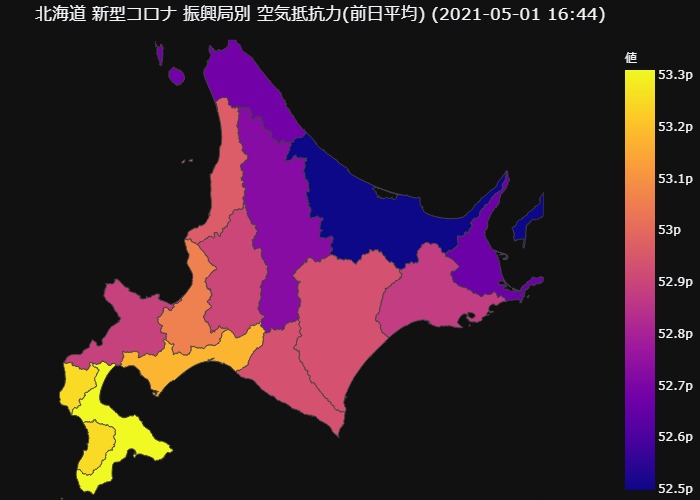 北海道 新型コロナ 振興局別 空気抵抗力(前日平均) (2021-05-01 16:44)
値
53.3p
53.2p
53.1p
53p
52.9p
52.8p
52.7p
52.6p
52.5p